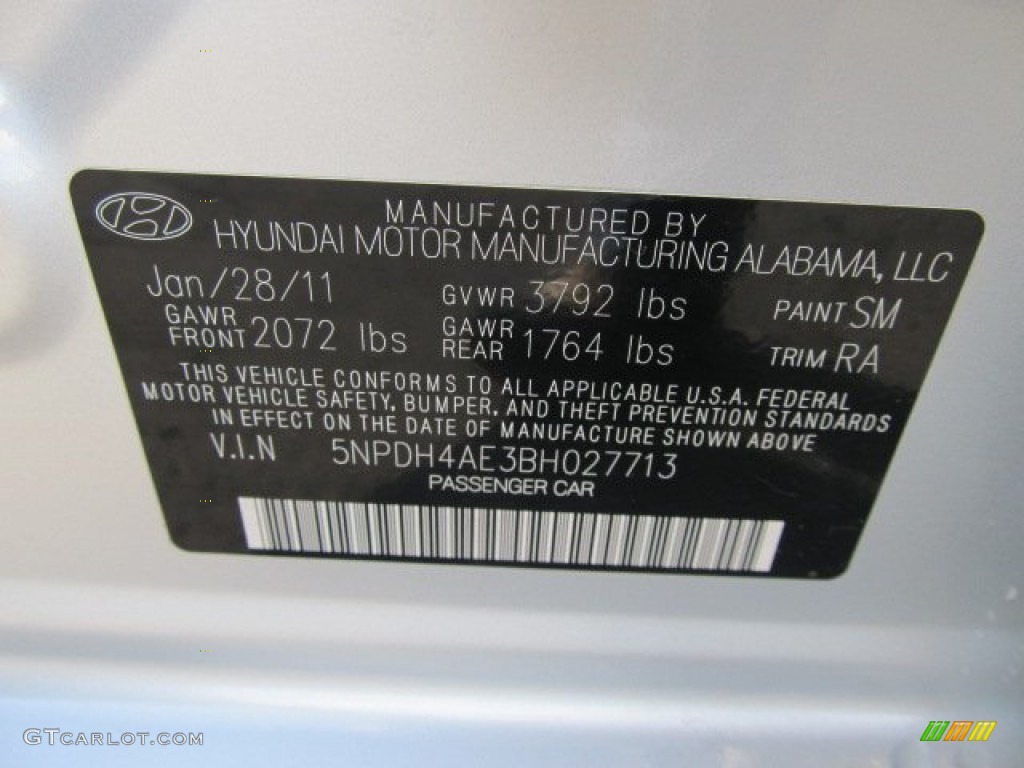 MANUFACTURED BY
HYUNDAI MOTOR MANUFACTURING ALABAMA, LLC
Jan/28/11 GVWR 3792 lbs PAINT SM
GAWR FRONT 2072 lbs GAWR REAR 1764 lbs TRIM RA
THIS VEHICLE CONFORMS TO ALL APPLICABLE U.S.A. FEDERAL
MOTOR VEHICLE SAFETY, BUMPER, AND THEFT PREVENTION STANDARDS
IN EFFECT ON THE DATE OF MANUFACTURE SHOWN ABOVE
V.I.N 5NPDH4AE3BH027713
PASSENGER CAR
GTCARLOT.COM